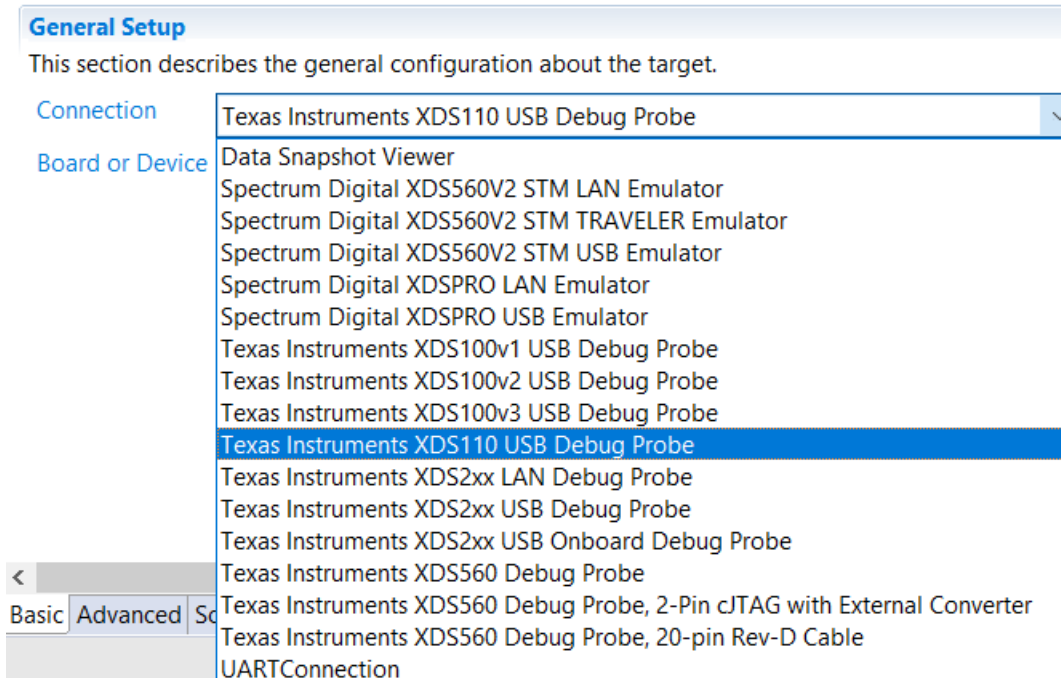 General Setup
This section describes the general configuration about the target.
Connection
Texas Instruments XDS110 USB Debug Probe
Board or Device
Data Snapshot Viewer
Spectrum Digital XDS560V2 STM LAN Emulator
Spectrum Digital XDS560V2 STM TRAVELER Emulator
Spectrum Digital XDS560V2 STM USB Emulator
Spectrum Digital XDSPRO LAN Emulator
Spectrum Digital XDSPRO USB Emulator
Texas Instruments XDS100v1 USB Debug Probe
Texas Instruments XDS100v2 USB Debug Probe
Texas Instruments XDS100v3 USB Debug Probe
Texas Instruments XDS110 USB Debug Probe
Texas Instruments XDS2xx LAN Debug Probe
Texas Instruments XDS2xx USB Debug Probe
Texas Instruments XDS2xx USB Onboard Debug Probe
Texas Instruments XDS560 Debug Probe
Texas Instruments XDS560 Debug Probe, 2-Pin cJTAG with External Converter
Texas Instruments XDS560 Debug Probe, 20-pin Rev-D Cable
UARTConnection
Basic Advanced